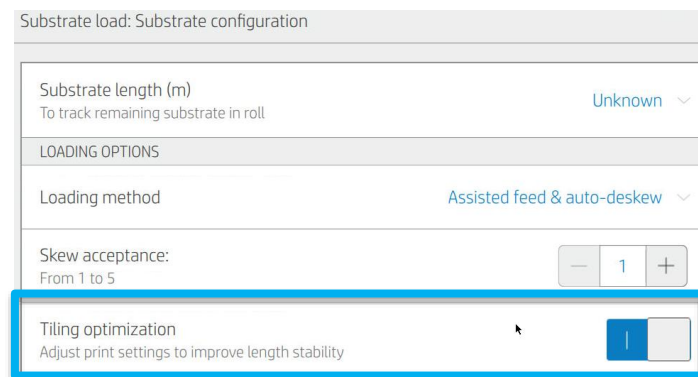 Substrate load: Substrate configuration
Substrate length (m)
To track remaining substrate in roll
Unknown
LOADING OPTIONS
Loading method
Assisted feed & auto-deskew
Skew acceptance:
From 1 to 5
— 1 +
Tiling optimization
Adjust print settings to improve length stability